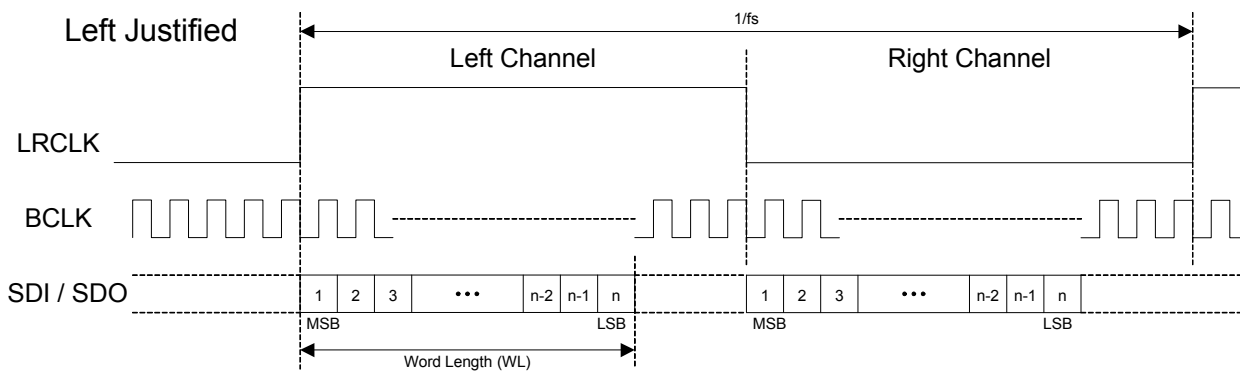 Left Justified
1/fs
Left Channel
Right Channel
LRCLK
BCLK
SDI / SDO
1 2 3 ••• n-2 n-1 n
1 2 3 ••• n-2 n-1 n
MSB LSB
MSB LSB
Word Length (WL)